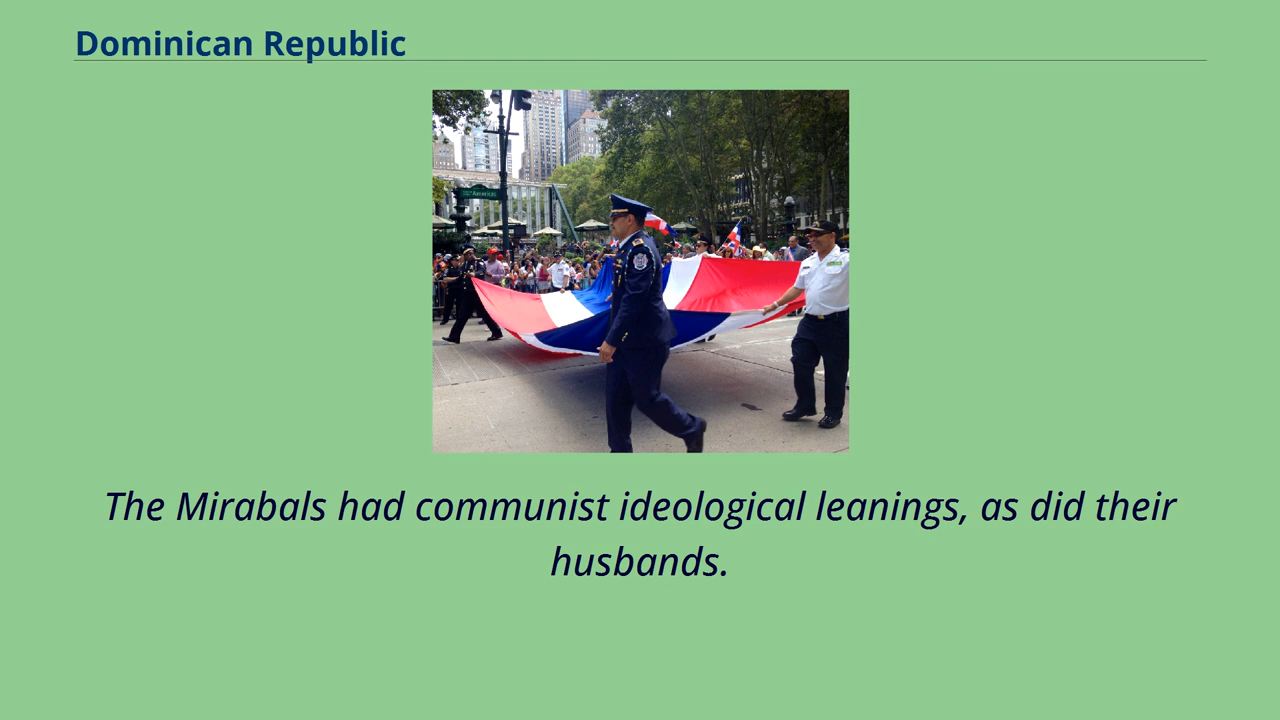 Dominican Republic
The Mirabals had communist ideological leanings, as did their
husbands.